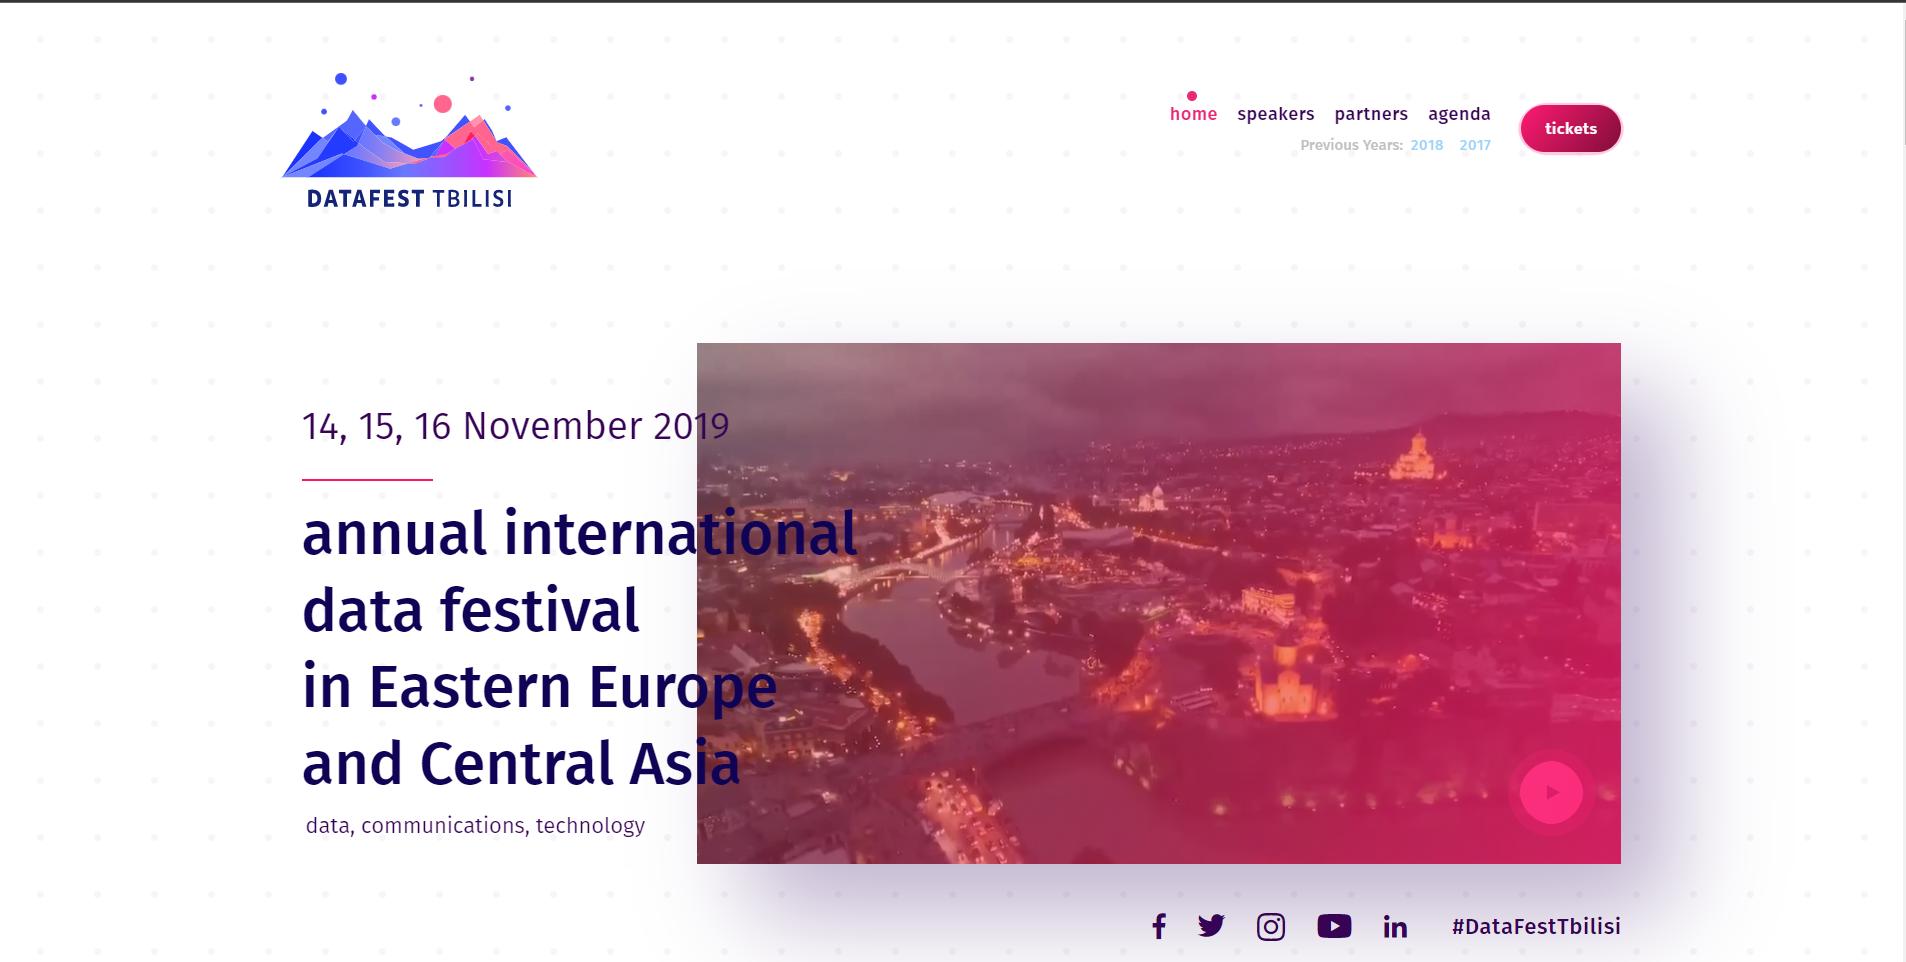 DATAFEST TBILISI
home speakers partners agenda
Previous Years: 2018 2017
tickets
14, 15, 16 November 2019
annual international
data festival
in Eastern Europe
and Central Asia
data, communications, technology
#DataFestTbilisi